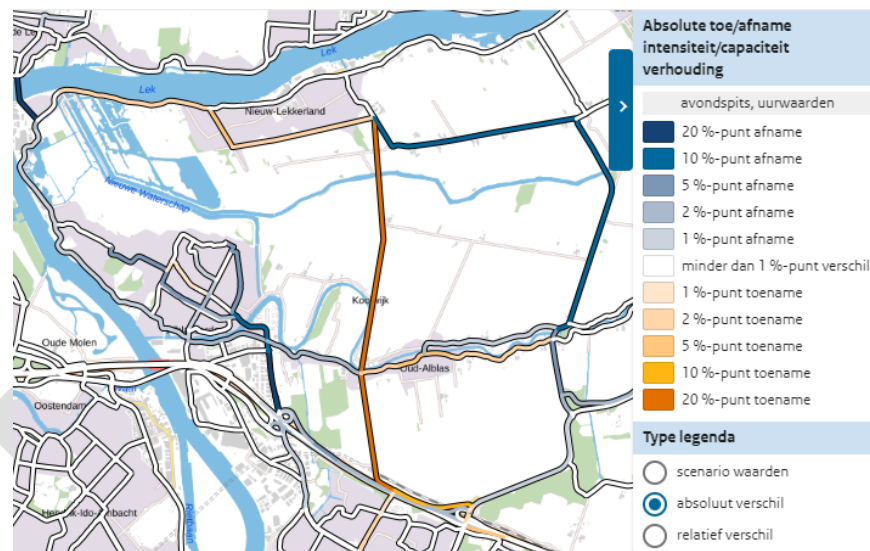 de Le
Lek
Lek
Nieuw-Lekkerland
Nieuwe Waterschap
Oude Molen
Oud-Alblas
Oostendam
Rietbaan
Absolute toe/afname
intensiteit/capaciteit
verhouding
avondspits, uurwaarden
20 %-punt afname
10 %-punt afname
5 %-punt afname
2 %-punt afname
1 %-punt afname
minder dan 1 %-punt verschil
1 %-punt toename
2 %-punt toename
5 %-punt toename
10 %-punt toename
20 %-punt toename
Type legenda
scenario waarden
absoluut verschil
relatief verschil